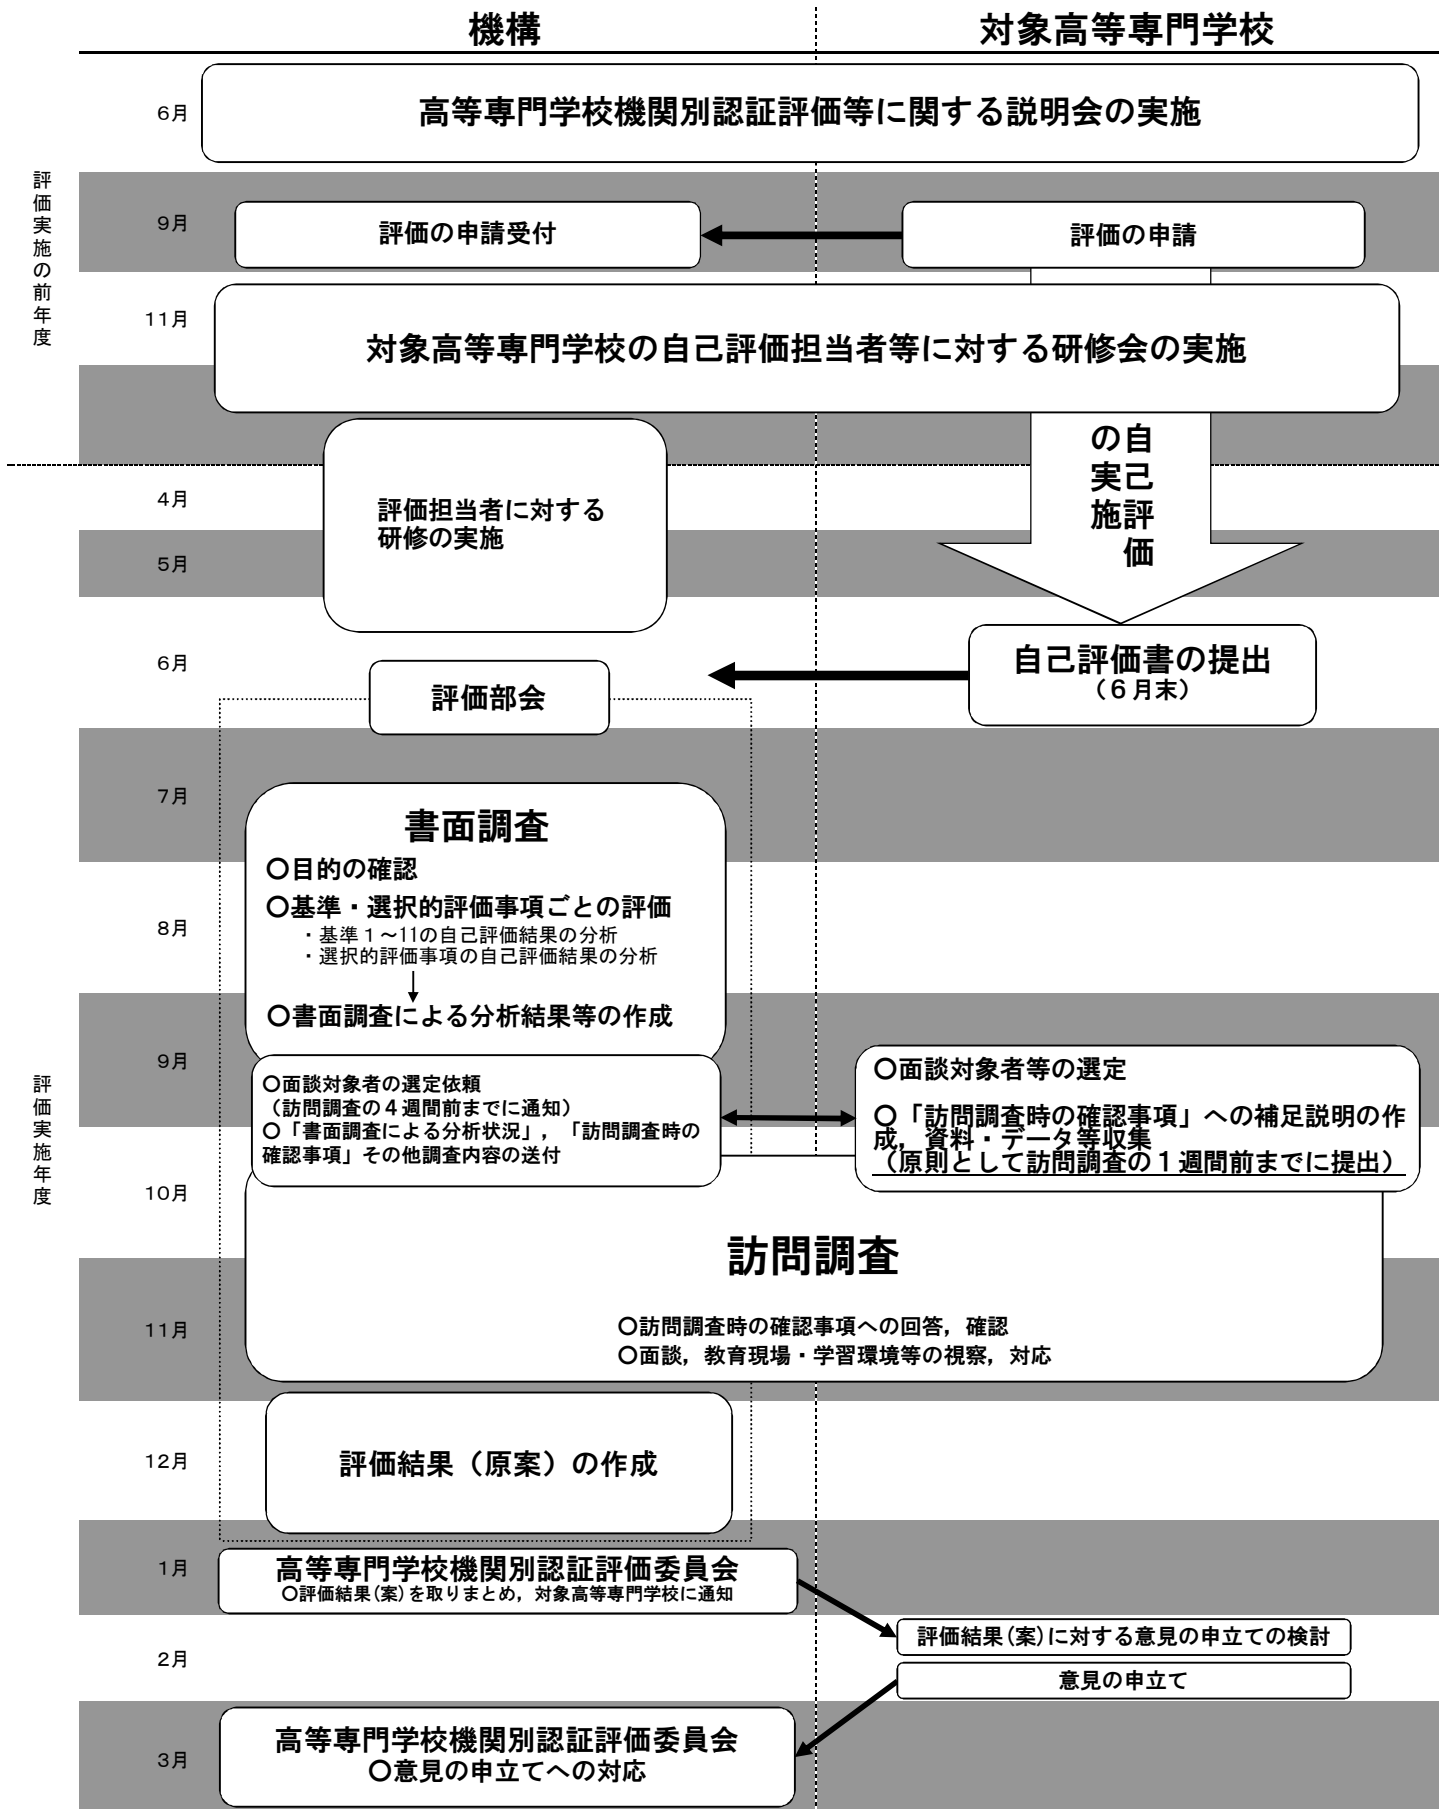 機構
対象高等専門学校
評価実施の前年度
6月
高等専門学校機関別認証評価等に関する説明会の実施
9月
評価の申請受付
評価の申請
11月
対象高等専門学校の自己評価担当者等に対する研修会の実施
自己評価
の実施
評価実施年度
4月
評価担当者に対する
研修の実施
5月
6月
自己評価書の提出
（６月末）
評価部会
7月
書面調査
○目的の確認
○基準・選択的評価事項ごとの評価
8月
・基準１～11の自己評価結果の分析
・選択的評価事項の自己評価結果の分析
○書面調査による分析結果等の作成
9月
○面談対象者の選定依頼
（訪問調査の４週間前までに通知）
○「書面調査による分析状況」，「訪問調査時の
確認事項」その他調査内容の送付
○面談対象者等の選定
○「訪問調査時の確認事項」への補足説明の作
成，資料・データ等収集
（原則として訪問調査の１週間前までに提出）
10月
訪問調査
11月
○訪問調査時の確認事項への回答，確認
○面談，教育現場・学習環境等の視察，対応
12月
評価結果（原案）の作成
1月
高等専門学校機関別認証評価委員会
○評価結果(案)を取りまとめ，対象高等専門学校に通知
評価結果(案)に対する意見の申立ての検討
2月
意見の申立て
3月
高等専門学校機関別認証評価委員会
○意見の申立てへの対応